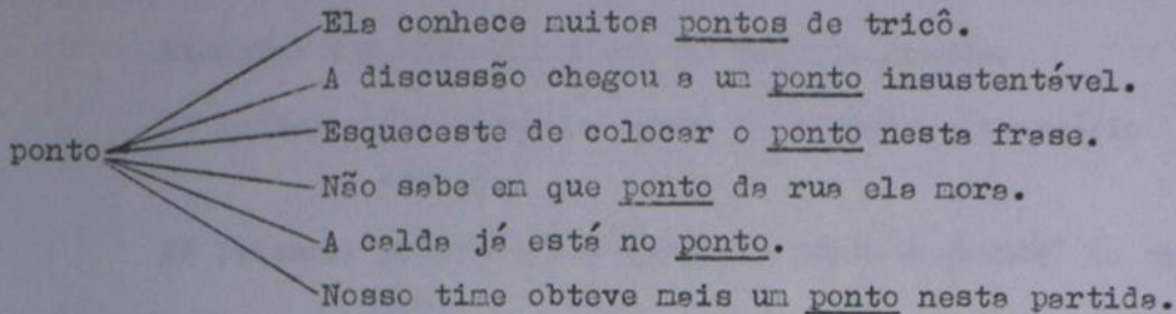 Ela conhece muitos pontos de tricô.
A discussão chegou a um ponto insustentável.
Esqueceste de colocar o ponto nesta frase.
ponto
Não sabe em que ponto da rua ela mora.
A calda já está no ponto.
Nosso time obteve mais um ponto nesta partida.